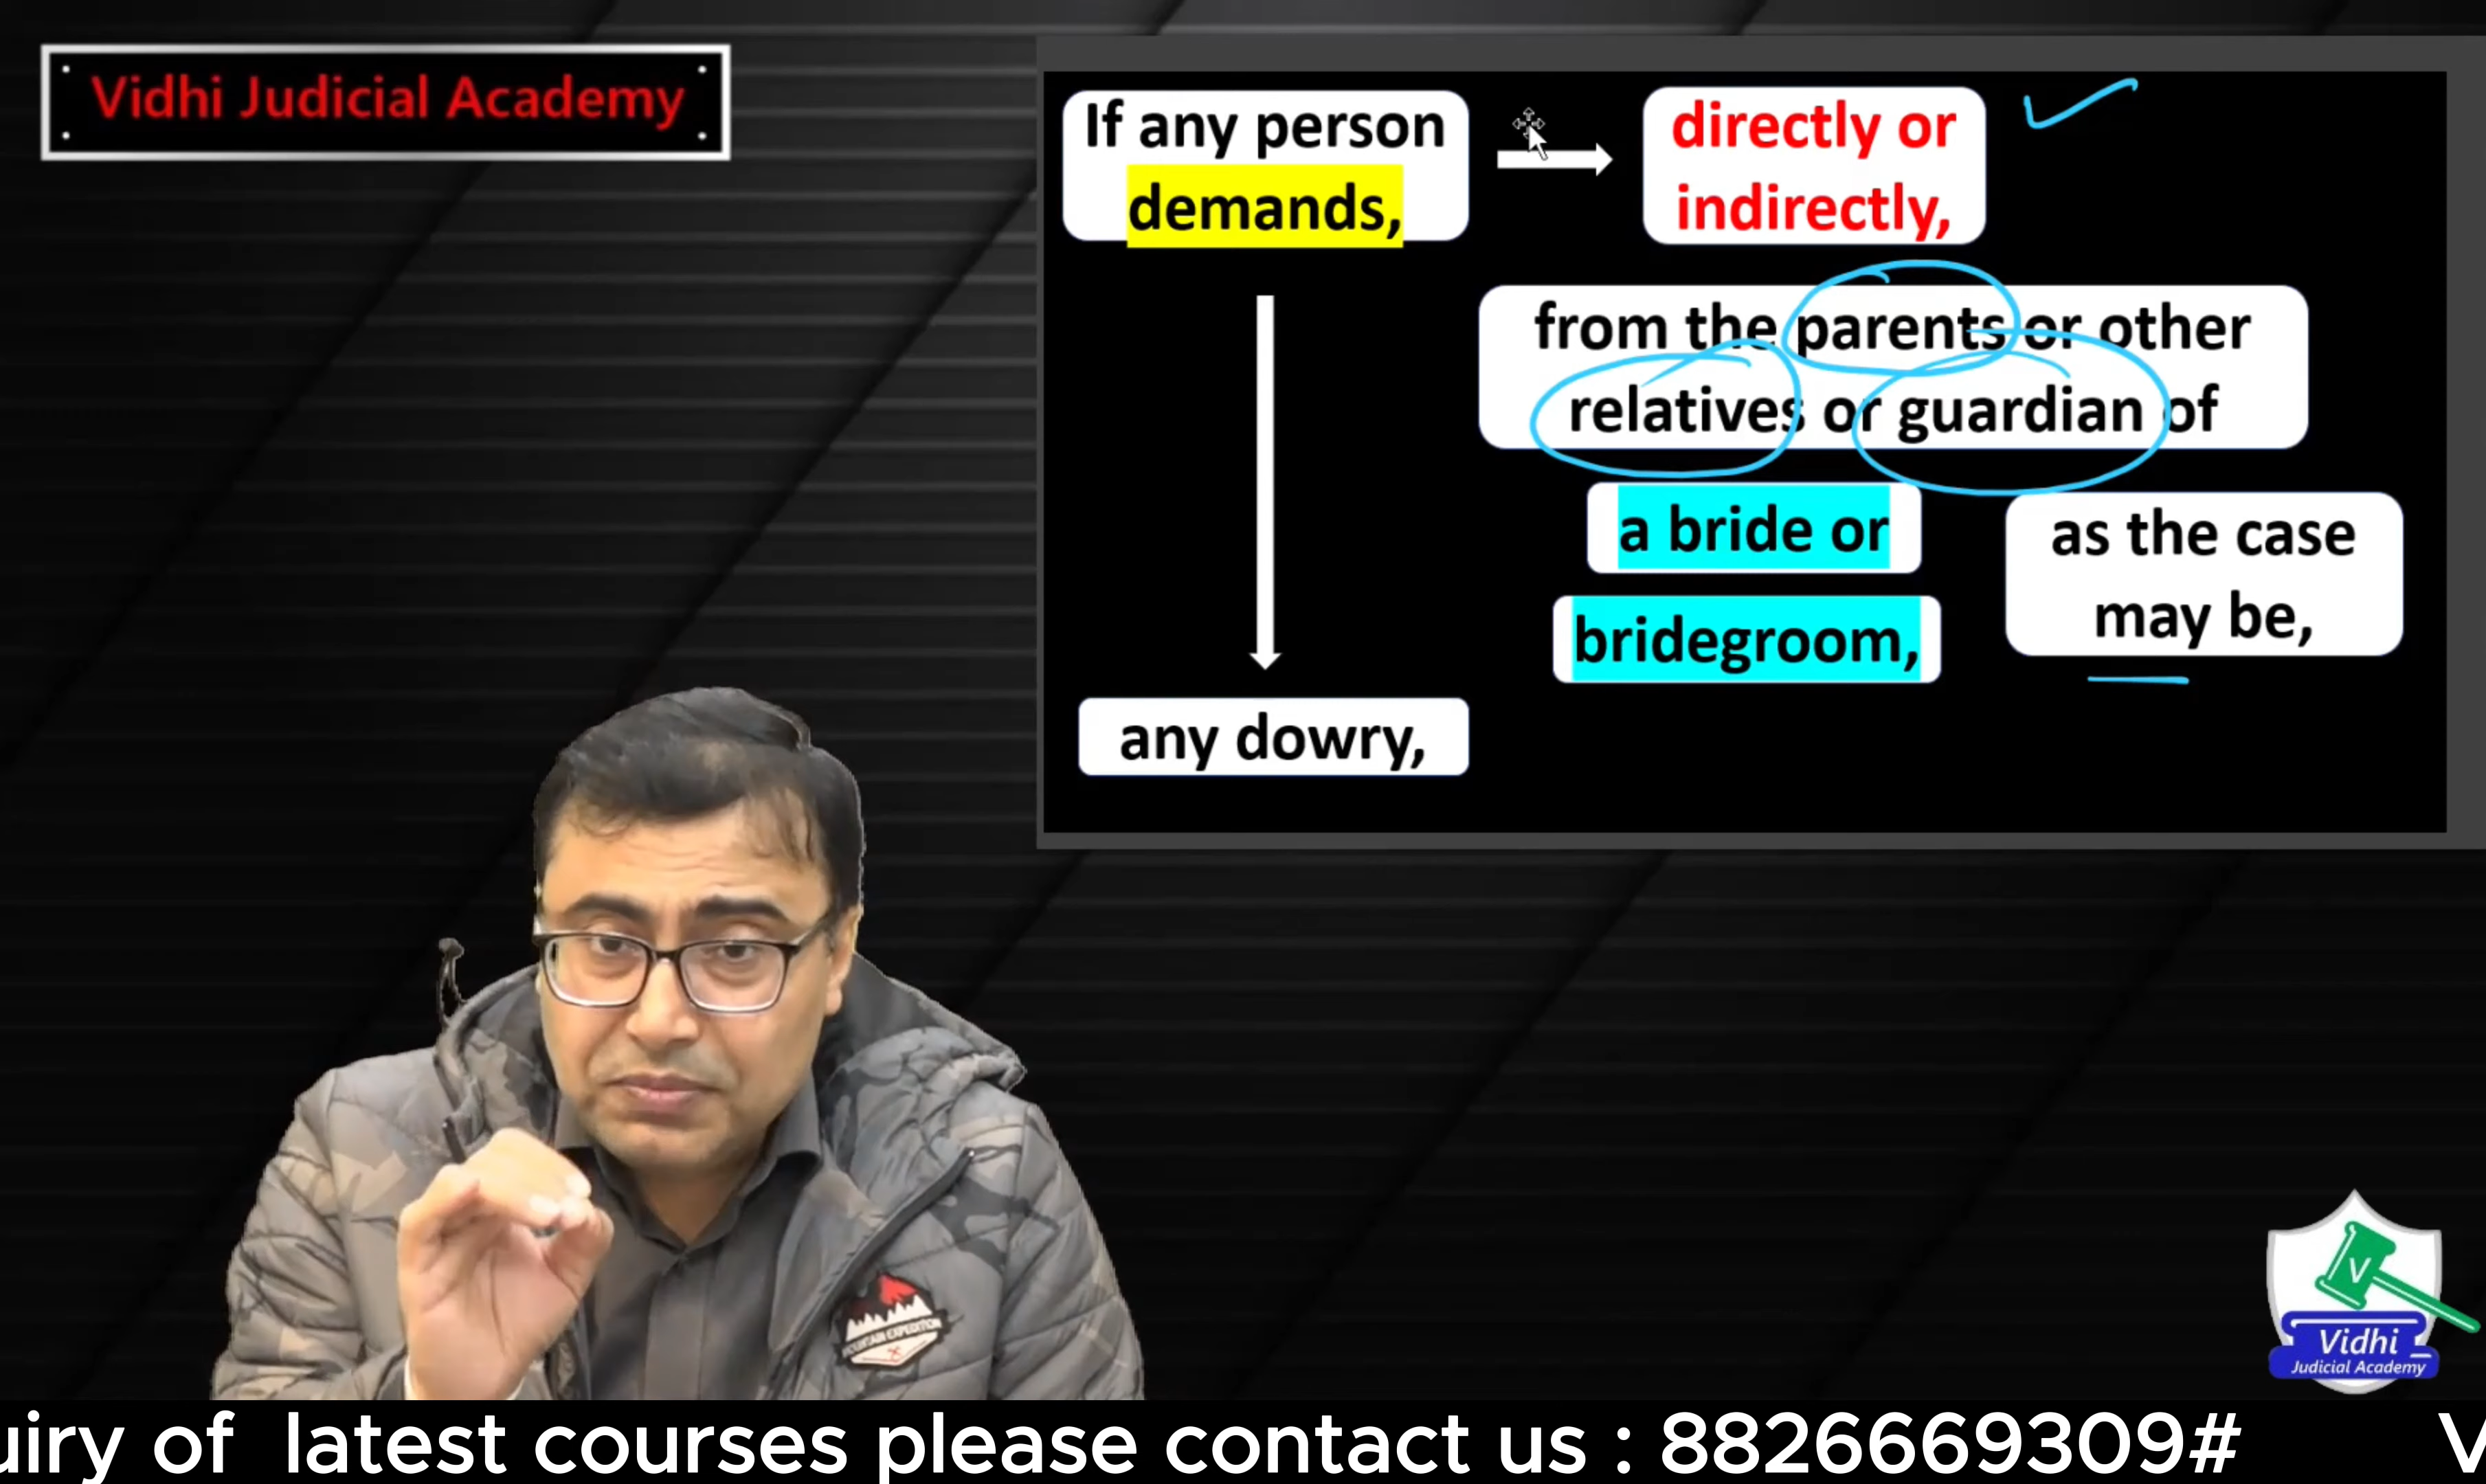 Vidhi Judicial Academy
If any person
demands,
directly or
indirectly,
from the parents or other
relatives or guardian of
a bride or
bridegroom,
as the case
may be,
any dowry,
MOUNTAIN EXPEDITION
V
Vidhi
Judicial Academy
uiry of latest courses please contact us : 8826669309#
V